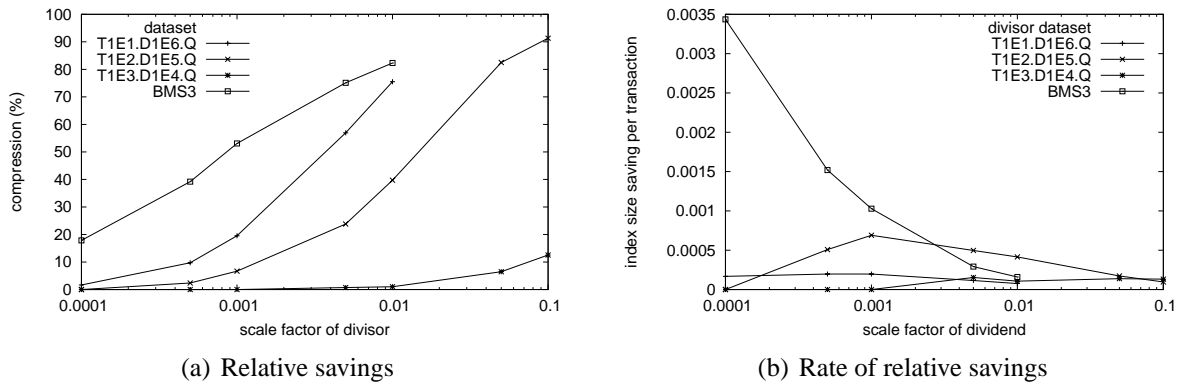 dataset
T1E1.D1E6.Q
T1E2.D1E5.Q
T1E3.D1E4.Q
BMS3
100
90
80
70
60
50
40
30
20
10
0
compression (%)
0.0001
0.001
0.01
0.1
scale factor of divisor
(a) Relative savings
divisor dataset
T1E1.D1E6.Q
T1E2.D1E5.Q
T1E3.D1E4.Q
BMS3
0.0035
0.003
0.0025
0.002
0.0015
0.001
0.0005
0
index size saving per transaction
0.0001
0.001
0.01
0.1
scale factor of dividend
(b) Rate of relative savings